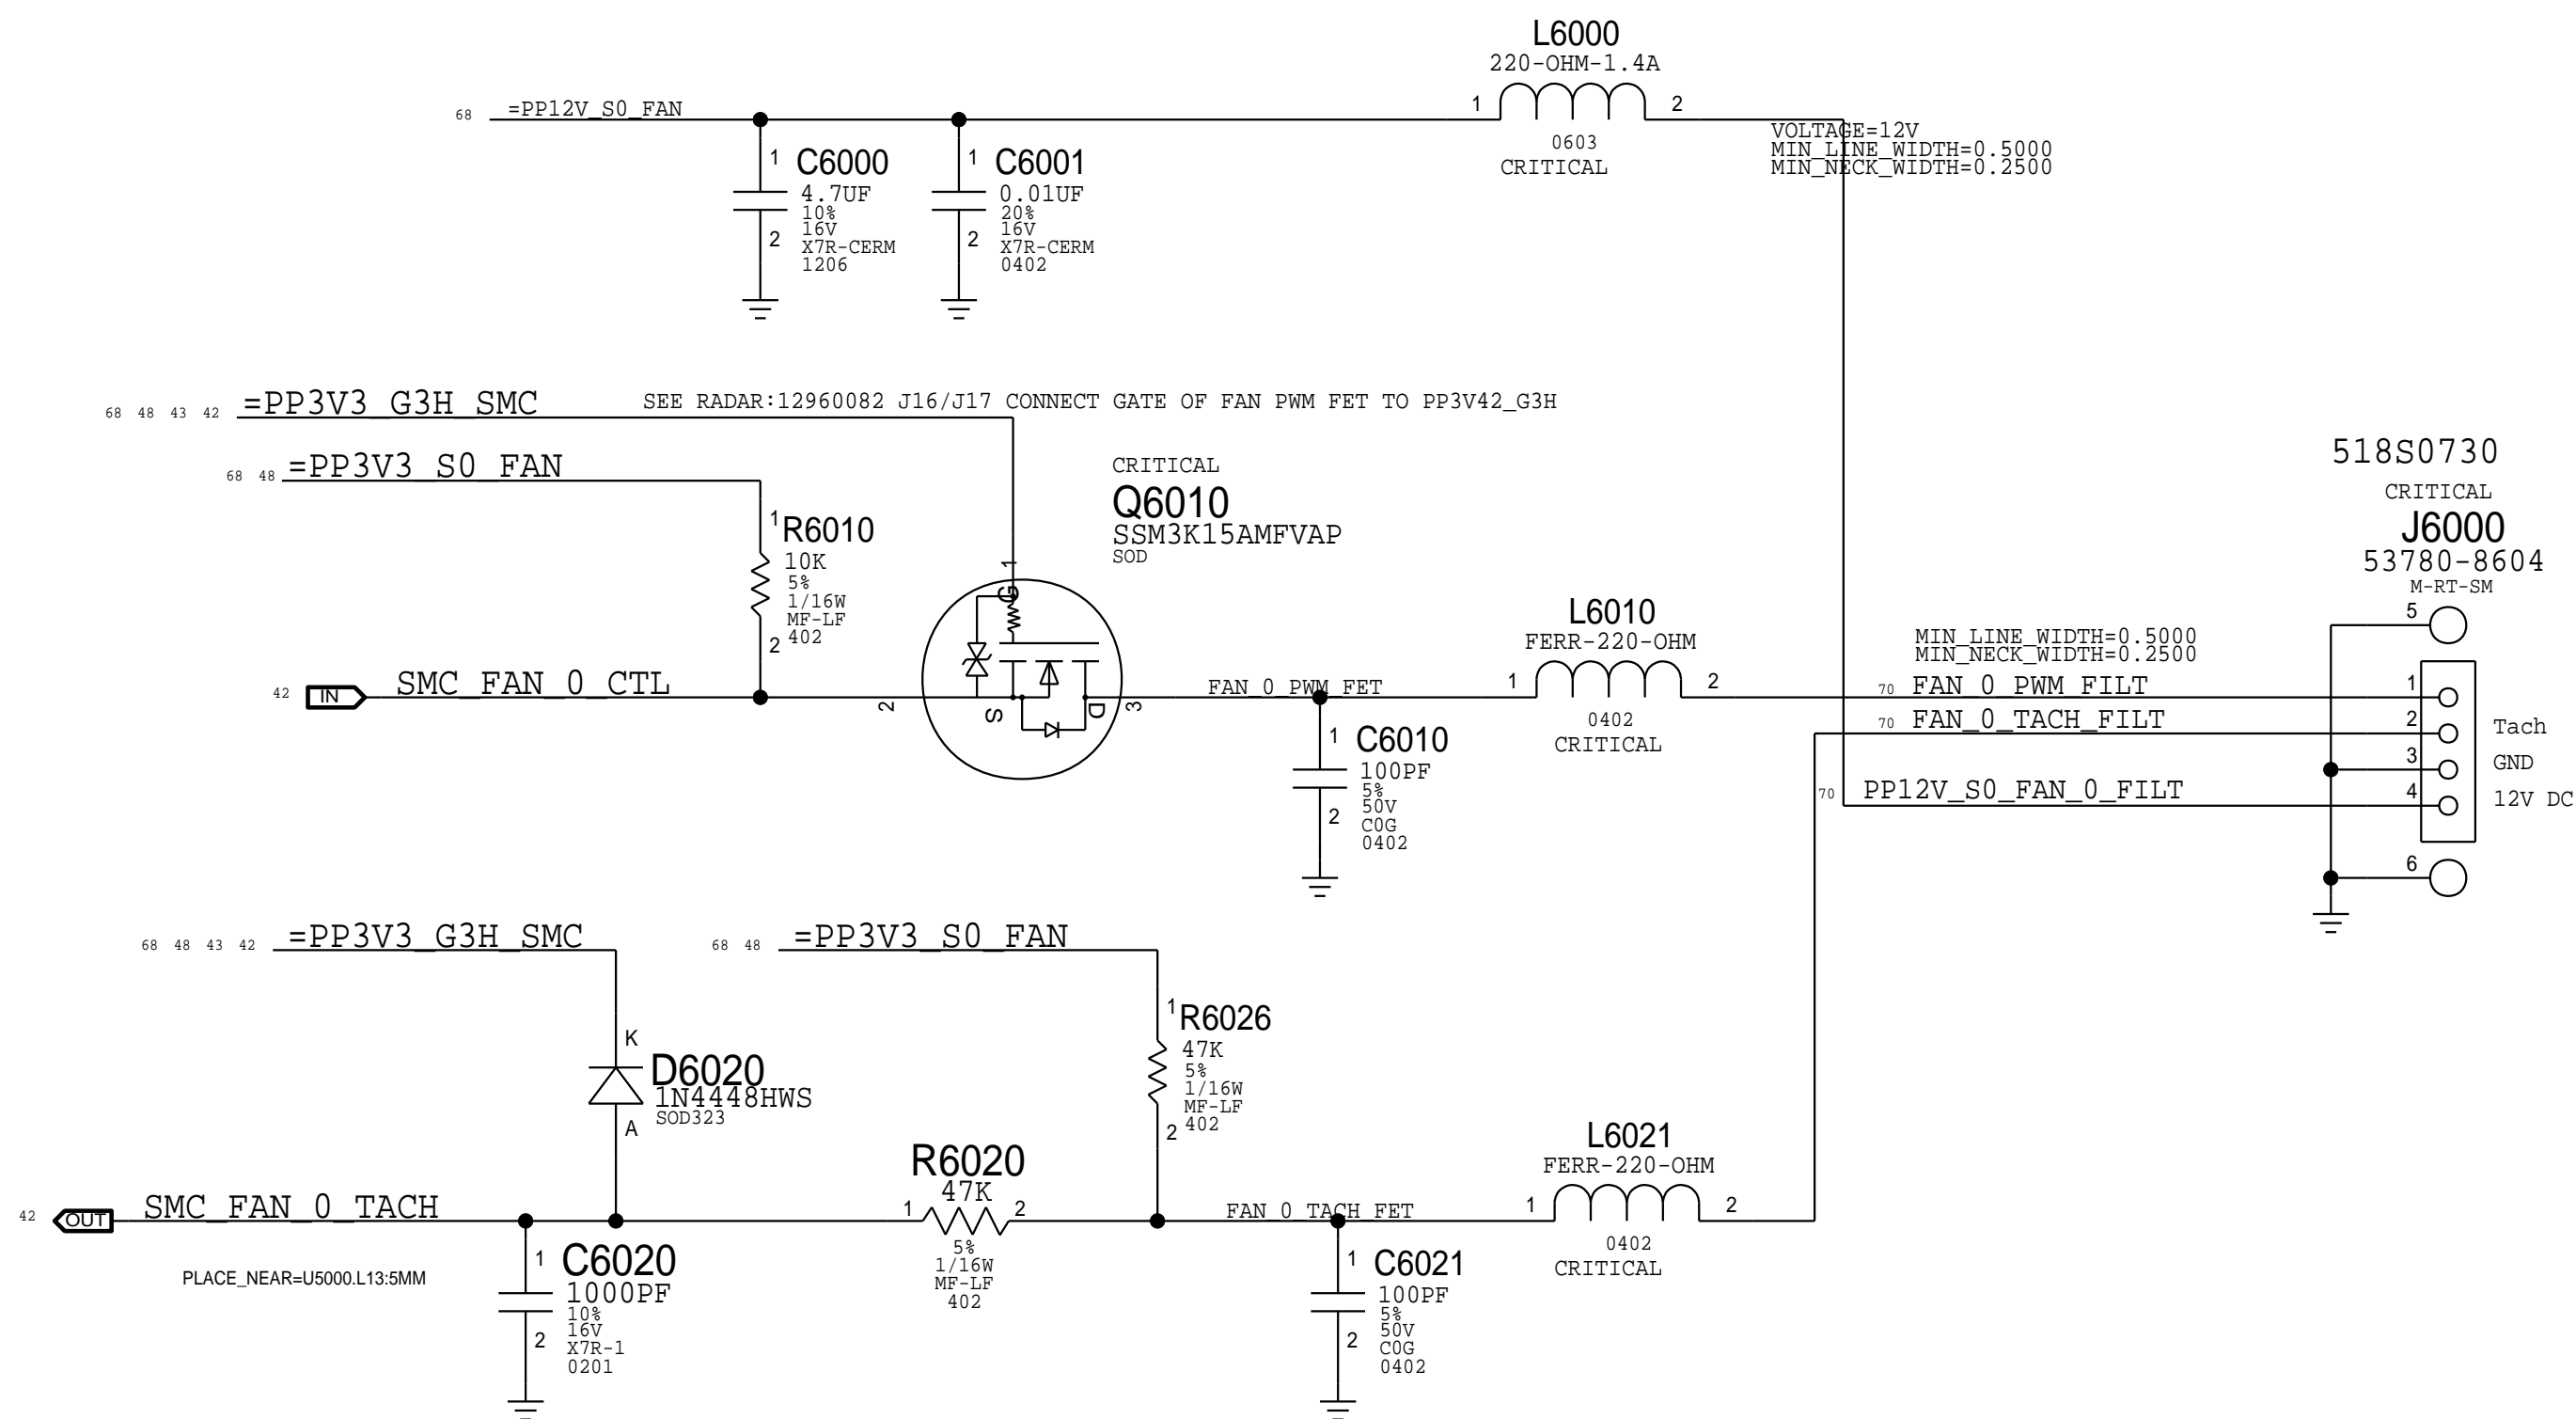 L6000
220-OHM-1.4A
1
2
0603
CRITICAL
68 =PP12V_S0_FAN
VOLTAGE=12V
MIN_LINE_WIDTH=0.5000
MIN_NECK_WIDTH=0.2500
1
C6000
4.7UF
10%
16V
X7R-CERM
1206
2
1
C6001
0.01UF
20%
16V
X7R-CERM
0402
2
68 48 43 42 =PP3V3_G3H_SMC
SEE RADAR:12960082 J16/J17 CONNECT GATE OF FAN PWM FET TO PP3V42_G3H
68 48 =PP3V3_S0_FAN
1
R6010
10K
5%
1/16W
MF-LF
402
2
CRITICAL
Q6010
SSM3K15AMFVAP
SOD
1
G
S
D
2
3
42 IN SMC_FAN_0_CTL
FAN_0_PWM_FET
L6010
FERR-220-OHM
1
2
0402
CRITICAL
1
C6010
100PF
5%
50V
C0G
0402
2
MIN_LINE_WIDTH=0.5000
MIN_NECK_WIDTH=0.2500
70 FAN_0_PWM_FILT
70 FAN_0_TACH_FILT
70 PP12V_S0_FAN_0_FILT
518S0730
CRITICAL
J6000
53780-8604
M-RT-SM
5
1
2 Tach
3 GND
4 12V DC
6
68 48 43 42 =PP3V3_G3H_SMC
68 48 =PP3V3_S0_FAN
K
D6020
1N4448HWS
SOD323
A
1
R6026
47K
5%
1/16W
MF-LF
402
2
R6020
47K
1
2
5%
1/16W
MF-LF
402
42 OUT SMC_FAN_0_TACH
FAN_0_TACH_FET
L6021
FERR-220-OHM
1
2
0402
CRITICAL
PLACE_NEAR=U5000.L13:5MM
1
C6020
1000PF
10%
16V
X7R-1
0201
2
1
C6021
100PF
5%
50V
C0G
0402
2